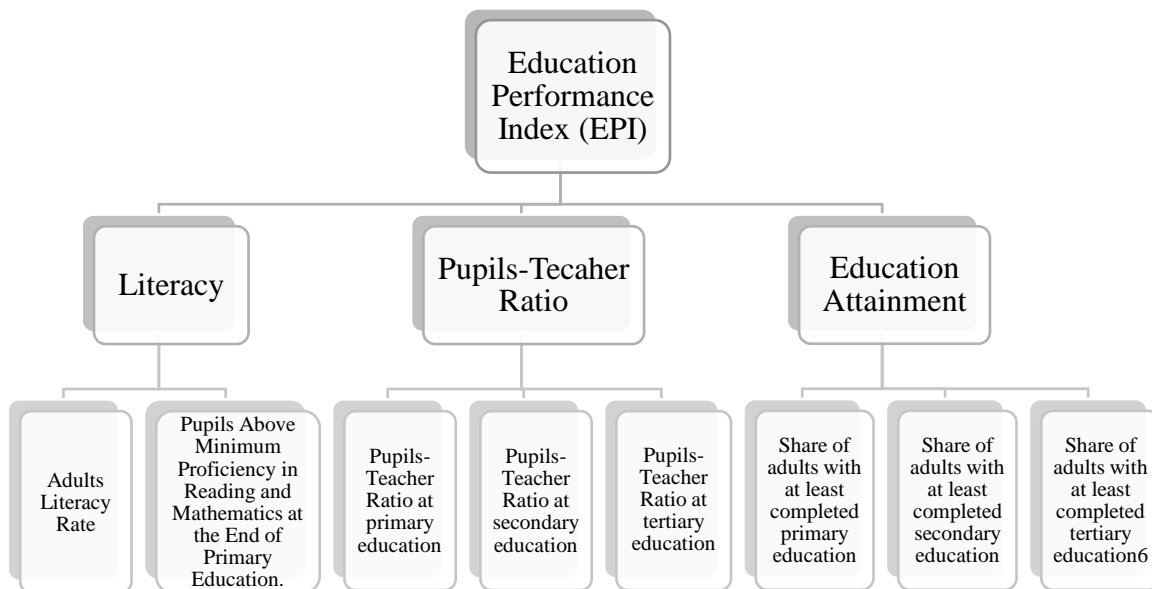 Education
Performance
Index (EPI)
Literacy
Pupils-Tecaher
Ratio
Education
Attainment
Adults
Literacy
Rate
Pupils Above
Minimum
Proficiency in
Reading and
Mathematics at
the End of
Primary
Education.
Pupils-
Teacher
Ratio at
primary
education
Pupils-
Teacher
Ratio at
secondary
education
Pupils-
Teacher
Ratio at
tertiary
education
Share of
adults with
at least
completed
primary
education
Share of
adults with
at least
completed
secondary
education
Share of
adults with
at least
completed
tertiary
education6